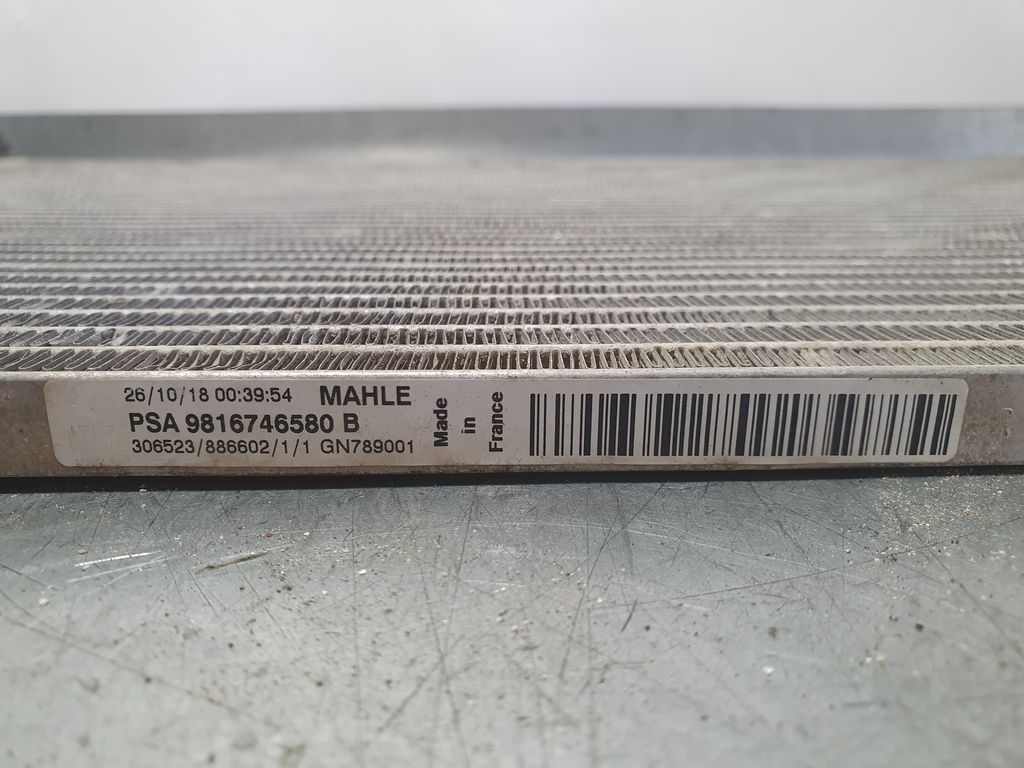 26/10/18 00:39:54 MAHLE
PSA 9816746580 B
306523/886602/1/1 GN789001
Made
in
France